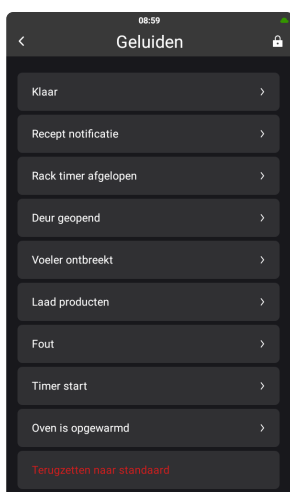 08:59
Geluiden
Klaar
Recept notificatie
Rack timer afgelopen
Deur geopend
Voeler ontbreekt
Laad producten
Fout
Timer start
Oven is opgewarmd
Terugzetten naar standaard